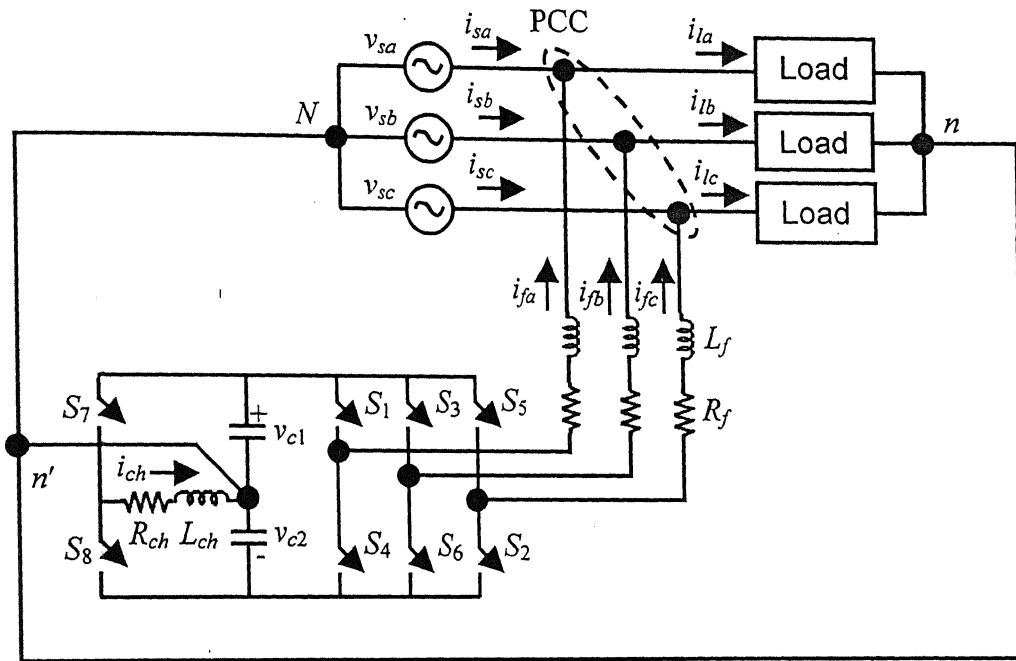 PCC
v_sa
i_sa
i_la
Load
N
v_sb
i_sb
i_lb
Load
n
v_sc
i_sc
i_lc
Load
i_fa
i_fb
i_fc
L_f
R_f
S_7
+
v_c1
S_1
S_3
S_5
n'
i_ch
R_ch
L_ch
v_c2
-
S_8
S_4
S_6
S_2